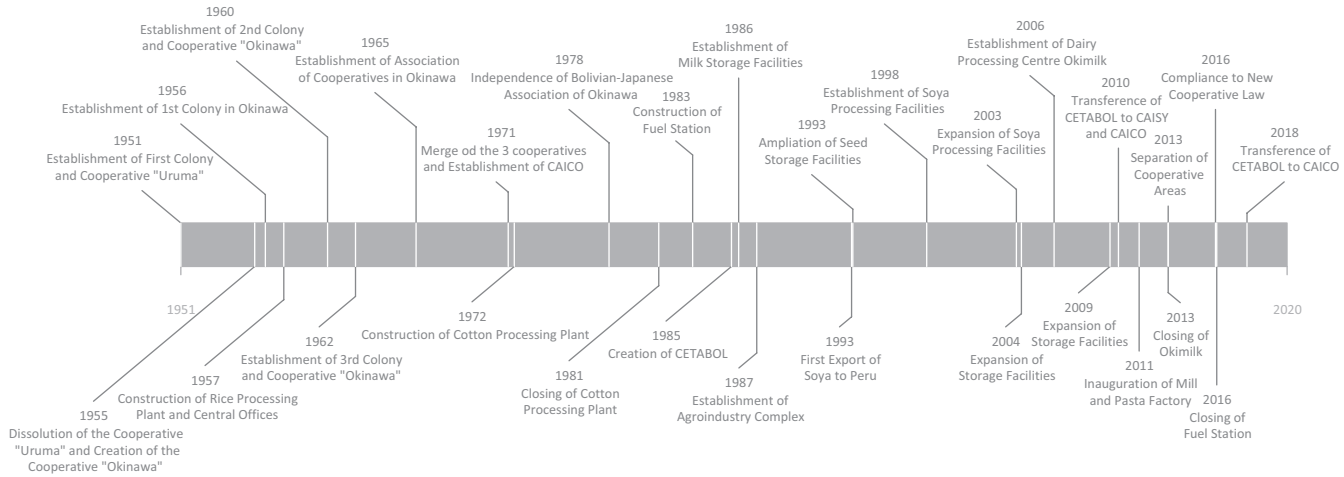 1960
Establishment of 2nd Colony
and Cooperative "Okinawa"
1965
Establishment of Association
of Cooperatives in Okinawa
1956
Establishment of 1st Colony in Okinawa
1951
Establishment of First Colony
and Cooperative "Uruma"
1971
Merge od the 3 cooperatives
and Establishment of CAICO
1978
Independence of Bolivian-Japanese
Association of Okinawa
1983
Construction of
Fuel Station
1986
Establishment of
Milk Storage Facilities
1993
Ampliation of Seed
Storage Facilities
1998
Establishment of Soya
Processing Facilities
2003
Expansion of Soya
Processing Facilities
2006
Establishment of Dairy
Processing Centre Okimilk
2010
Transference of
CETABOL to CAISY
and CAICO
2013
Separation of
Cooperative
Areas
2016
Compliance to New
Cooperative Law
2018
Transference of
CETABOL to CAICO
1951
2020
1955
Dissolution of the Cooperative
"Uruma" and Creation of the
Cooperative "Okinawa"
1957
Construction of Rice Processing
Plant and Central Offices
1962
Establishment of 3rd Colony
and Cooperative "Okinawa"
1972
Construction of Cotton Processing Plant
1981
Closing of Cotton
Processing Plant
1985
Creation of CETABOL
1987
Establishment of
Agroindustry Complex
1993
First Export of
Soya to Peru
2004
Expansion of
Storage Facilities
2009
Expansion of
Storage Facilities
2011
Inauguration of Mill
and Pasta Factory
2013
Closing of
Okimilk
2016
Closing of
Fuel Station